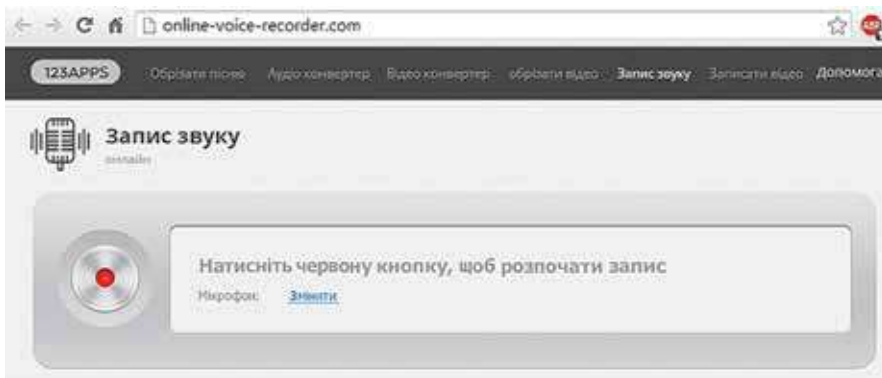 online-voice-recorder.com
123APPS Обрізати пісню Аудіо конвертер Відео конвертер обрізати відео Запис звуку Записати відео Допомога
Запис звуку
онлайн
Натисніть червону кнопку, щоб розпочати запис
Мікрофон: Змінити